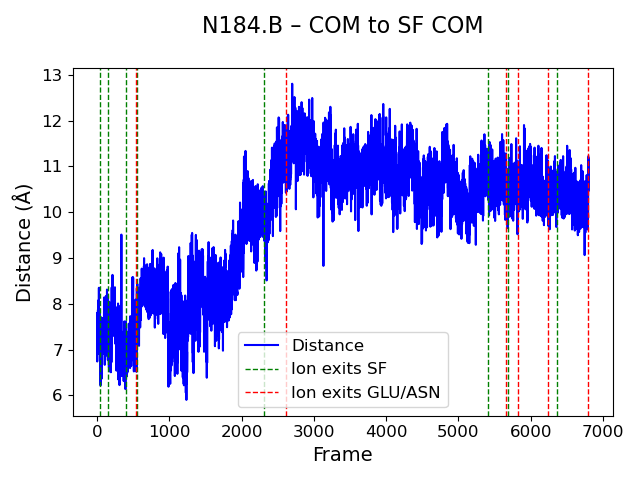 N184.B – COM to SF COM
13
12
11
10
9
8
7
6
Distance (Å)
Distance
Ion exits SF
Ion exits GLU/ASN
0 1000 2000 3000 4000 5000 6000 7000
Frame